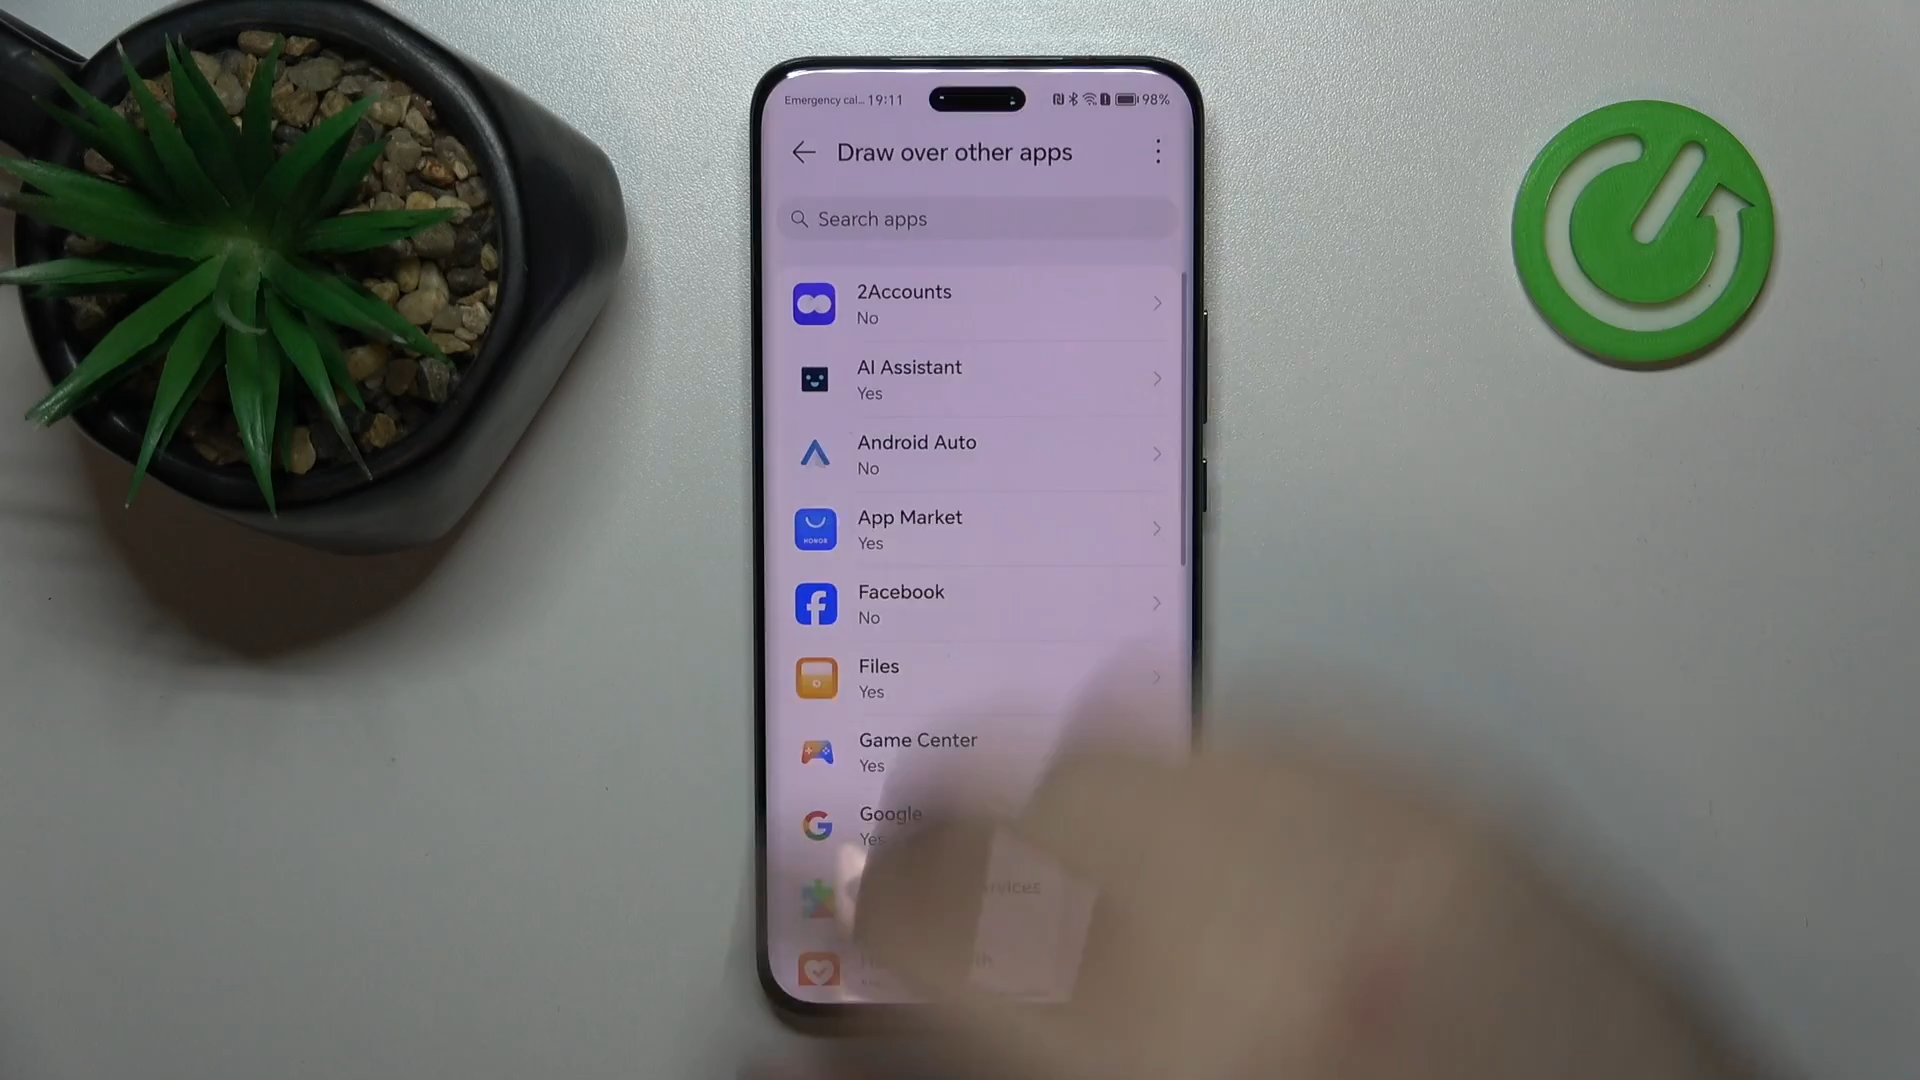 Emergency cal... 19:11
98%
Draw over other apps
Search apps
2Accounts
No
AI Assistant
Yes
Android Auto
No
App Market
Yes
HONOR
Facebook
No
Files
Yes
Game Center
Yes
Google
Yes